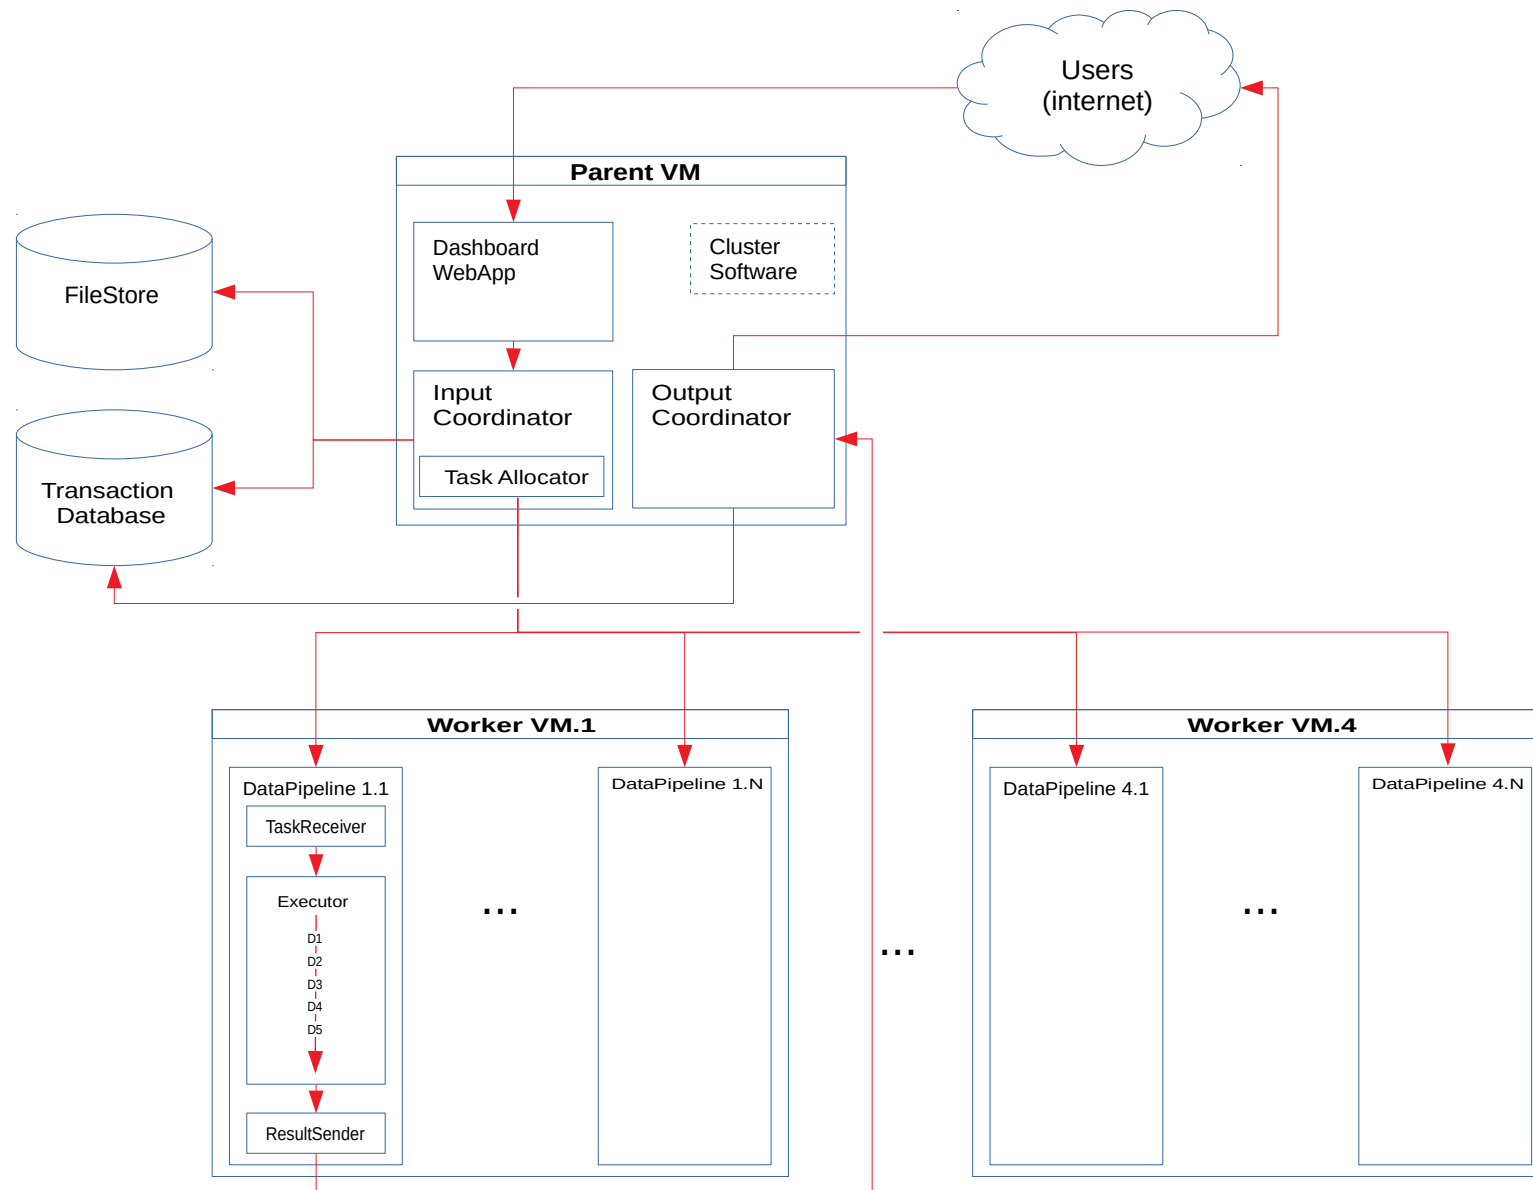 Users
(internet)
Parent VM
Dashboard
WebApp
Cluster
Software
FileStore
Input
Coordinator
Output
Coordinator
Task Allocator
Transaction
Database
Worker VM.1
Worker VM.4
DataPipeline 1.1
DataPipeline 1.N
DataPipeline 4.1
DataPipeline 4.N
TaskReceiver
Executor
D1
D2
D3
D4
D5
...
...
...
ResultSender